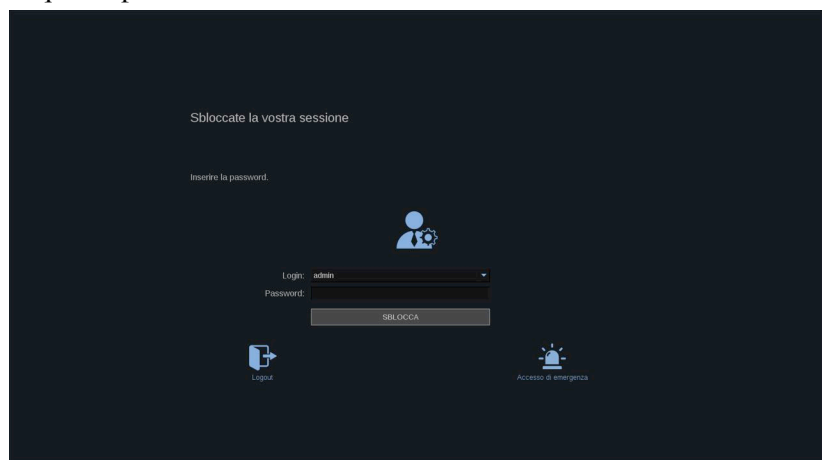 Sbloccate la vostra sessione
Inserire la password.
Login: admin
Password:
SBLOCCA
Logout
Accesso di emergenza